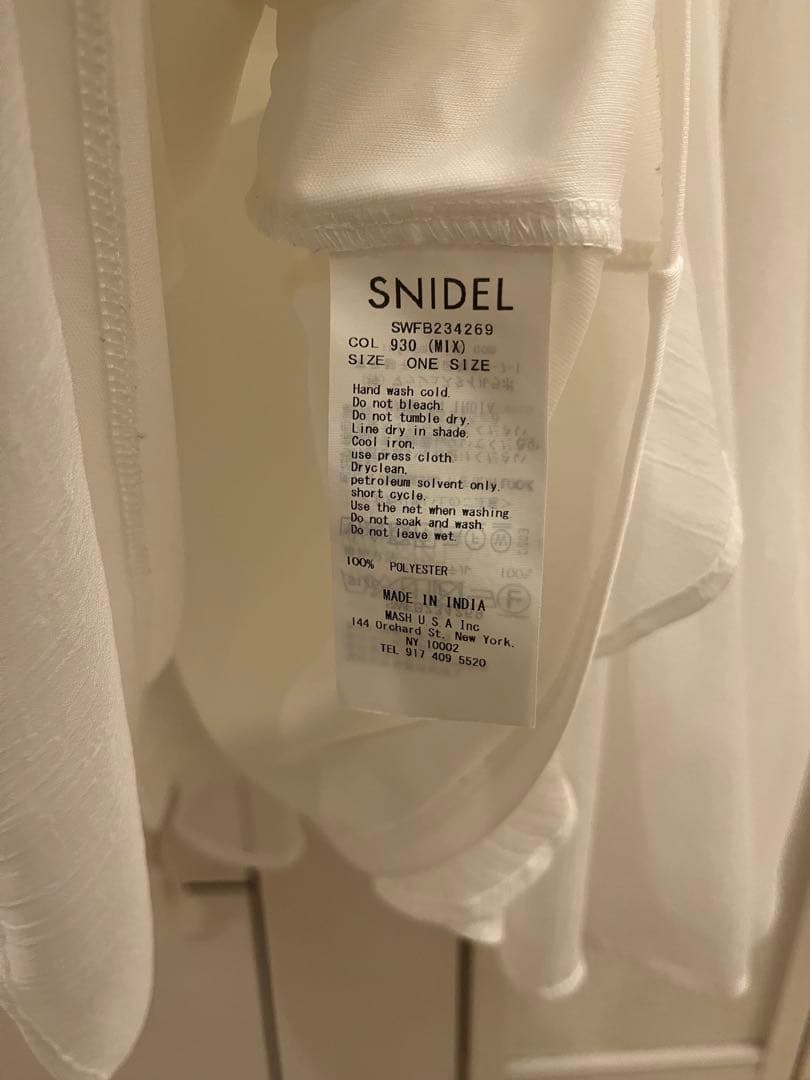 SNIDEL
SWFB234269
COL 930 (MIX)
SIZE ONE SIZE
Hand wash cold.
Do not bleach.
Do not tumble dry.
Line dry in shade.
Cool iron.
use press cloth.
Dryclean.
petroleum solvent only.
short cycle.
Use the net when washing.
Do not soak and wash.
Do not leave wet.
100% POLYESTER
MADE IN INDIA
MASH U S A Inc
144 Orchard St, New York.
NY 10002
TEL 917 409 5520